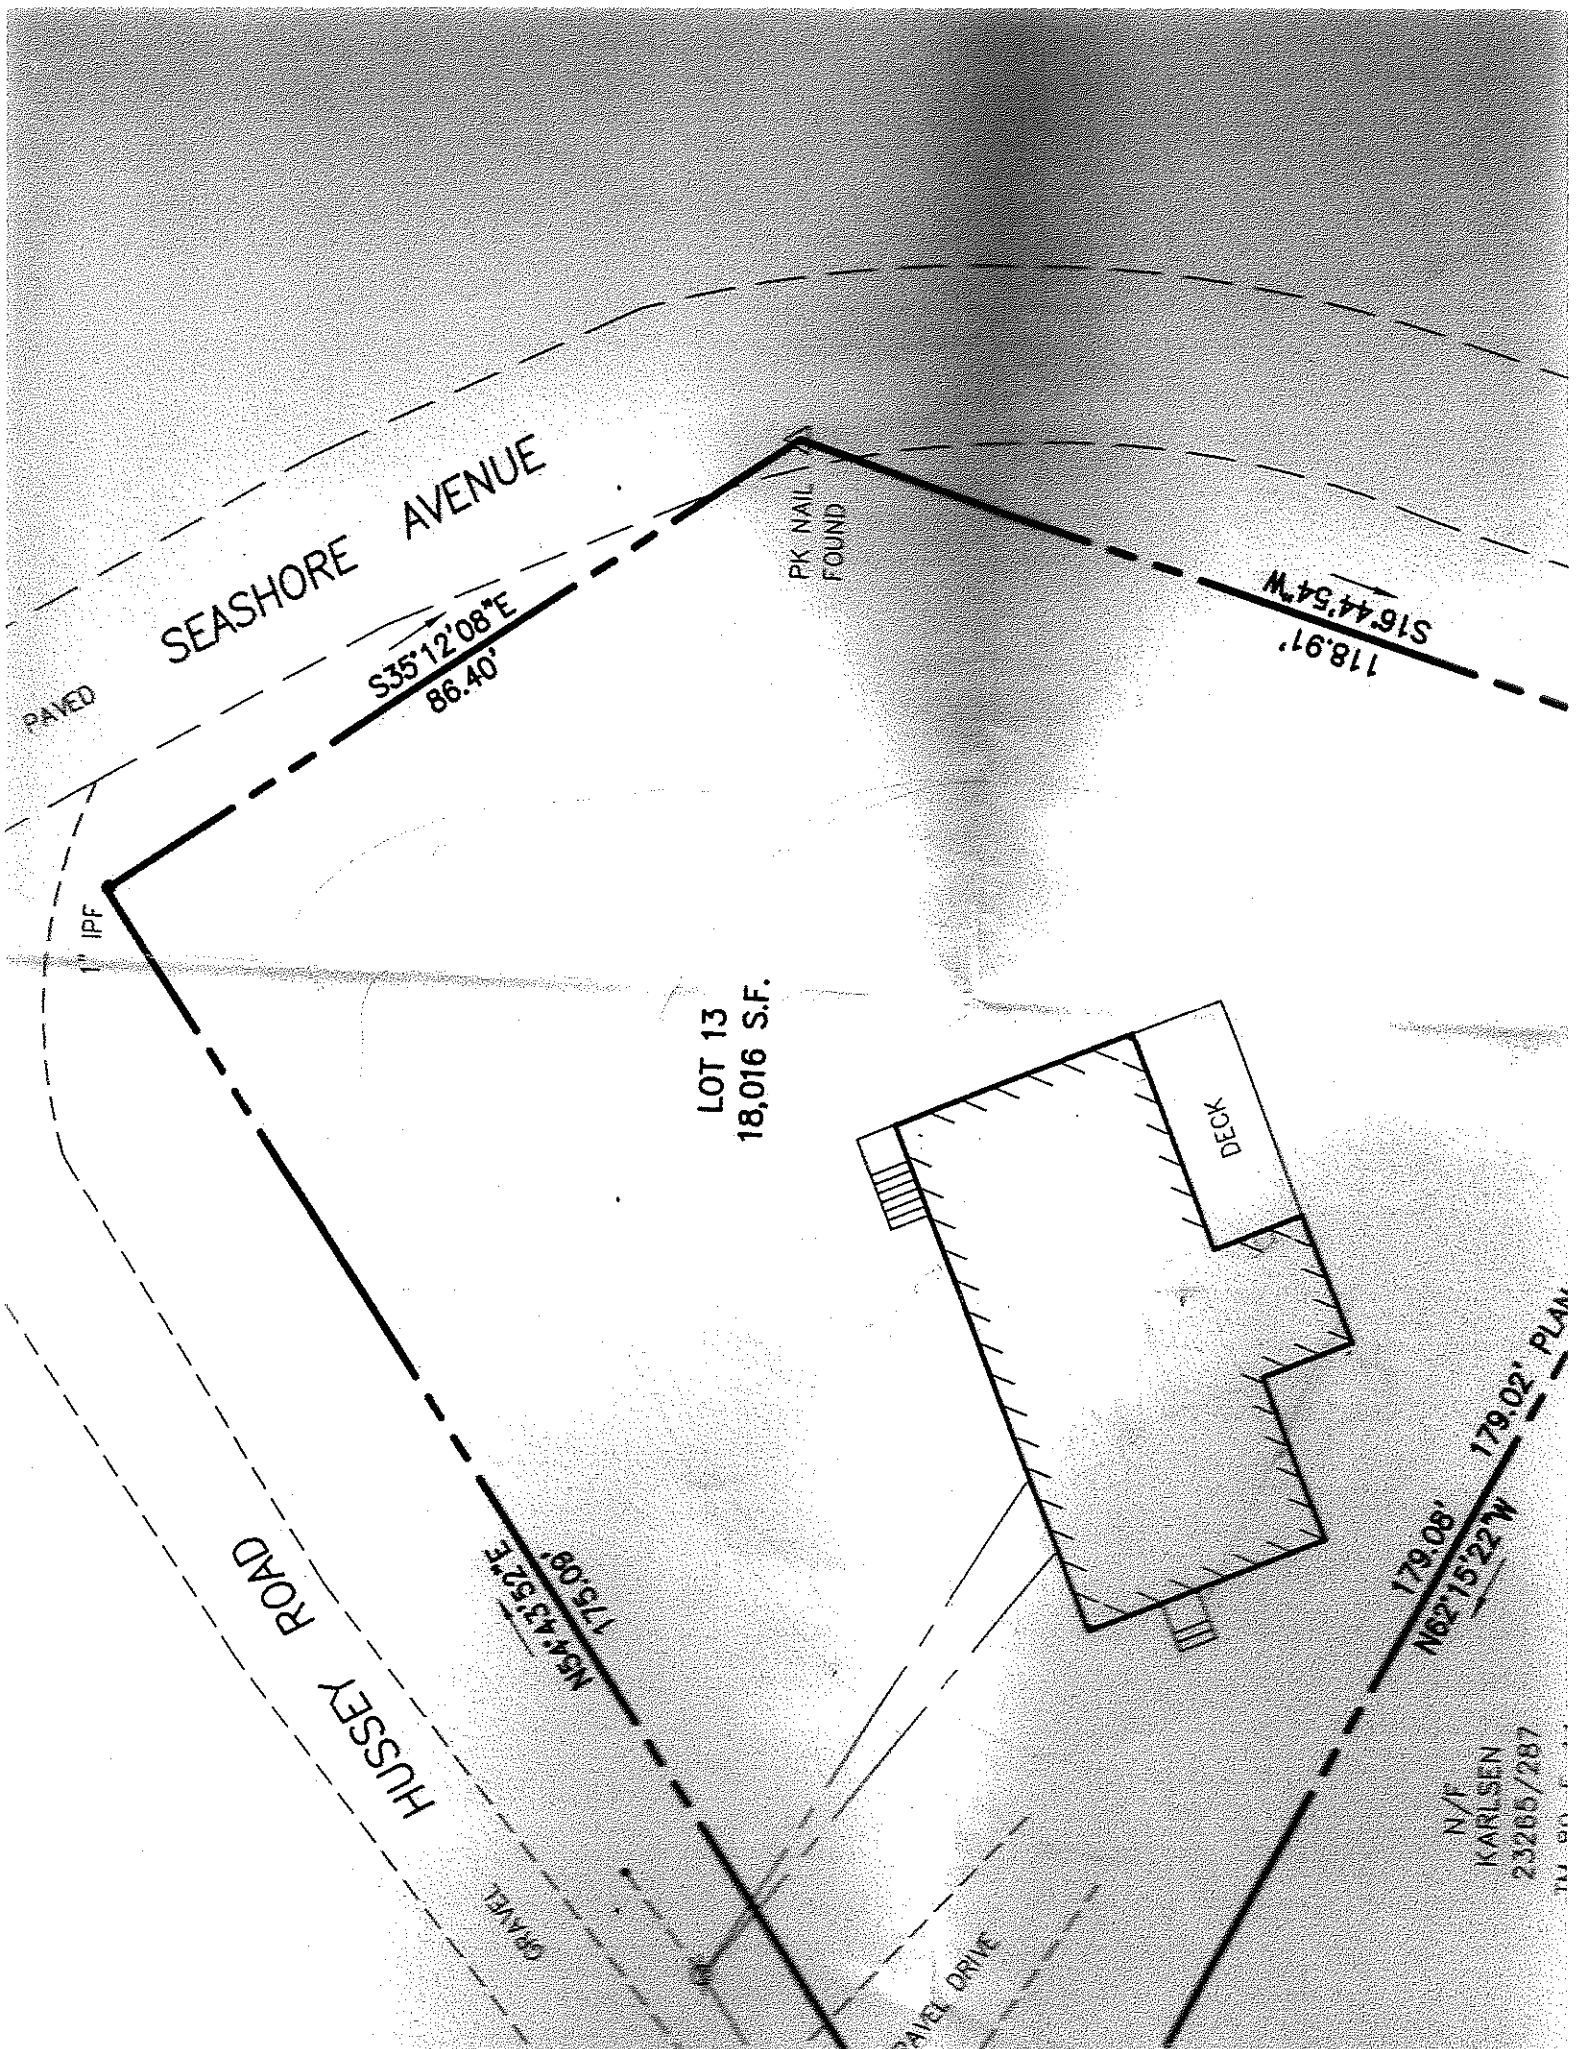 PAVED
SEASHORE AVENUE
S35°12'08"E
86.40'
PK NAIL
FOUND
S16°44'54"W
118.91'
1" IPF
LOT 13
18,016 S.F.
DECK
HUSSEY ROAD
N54°43'52"E
175.09'
GRAVEL
179.08' 179.02' PLAN
N62°15'22"W
N/F
KARLSEN
23265/287
DRIVE